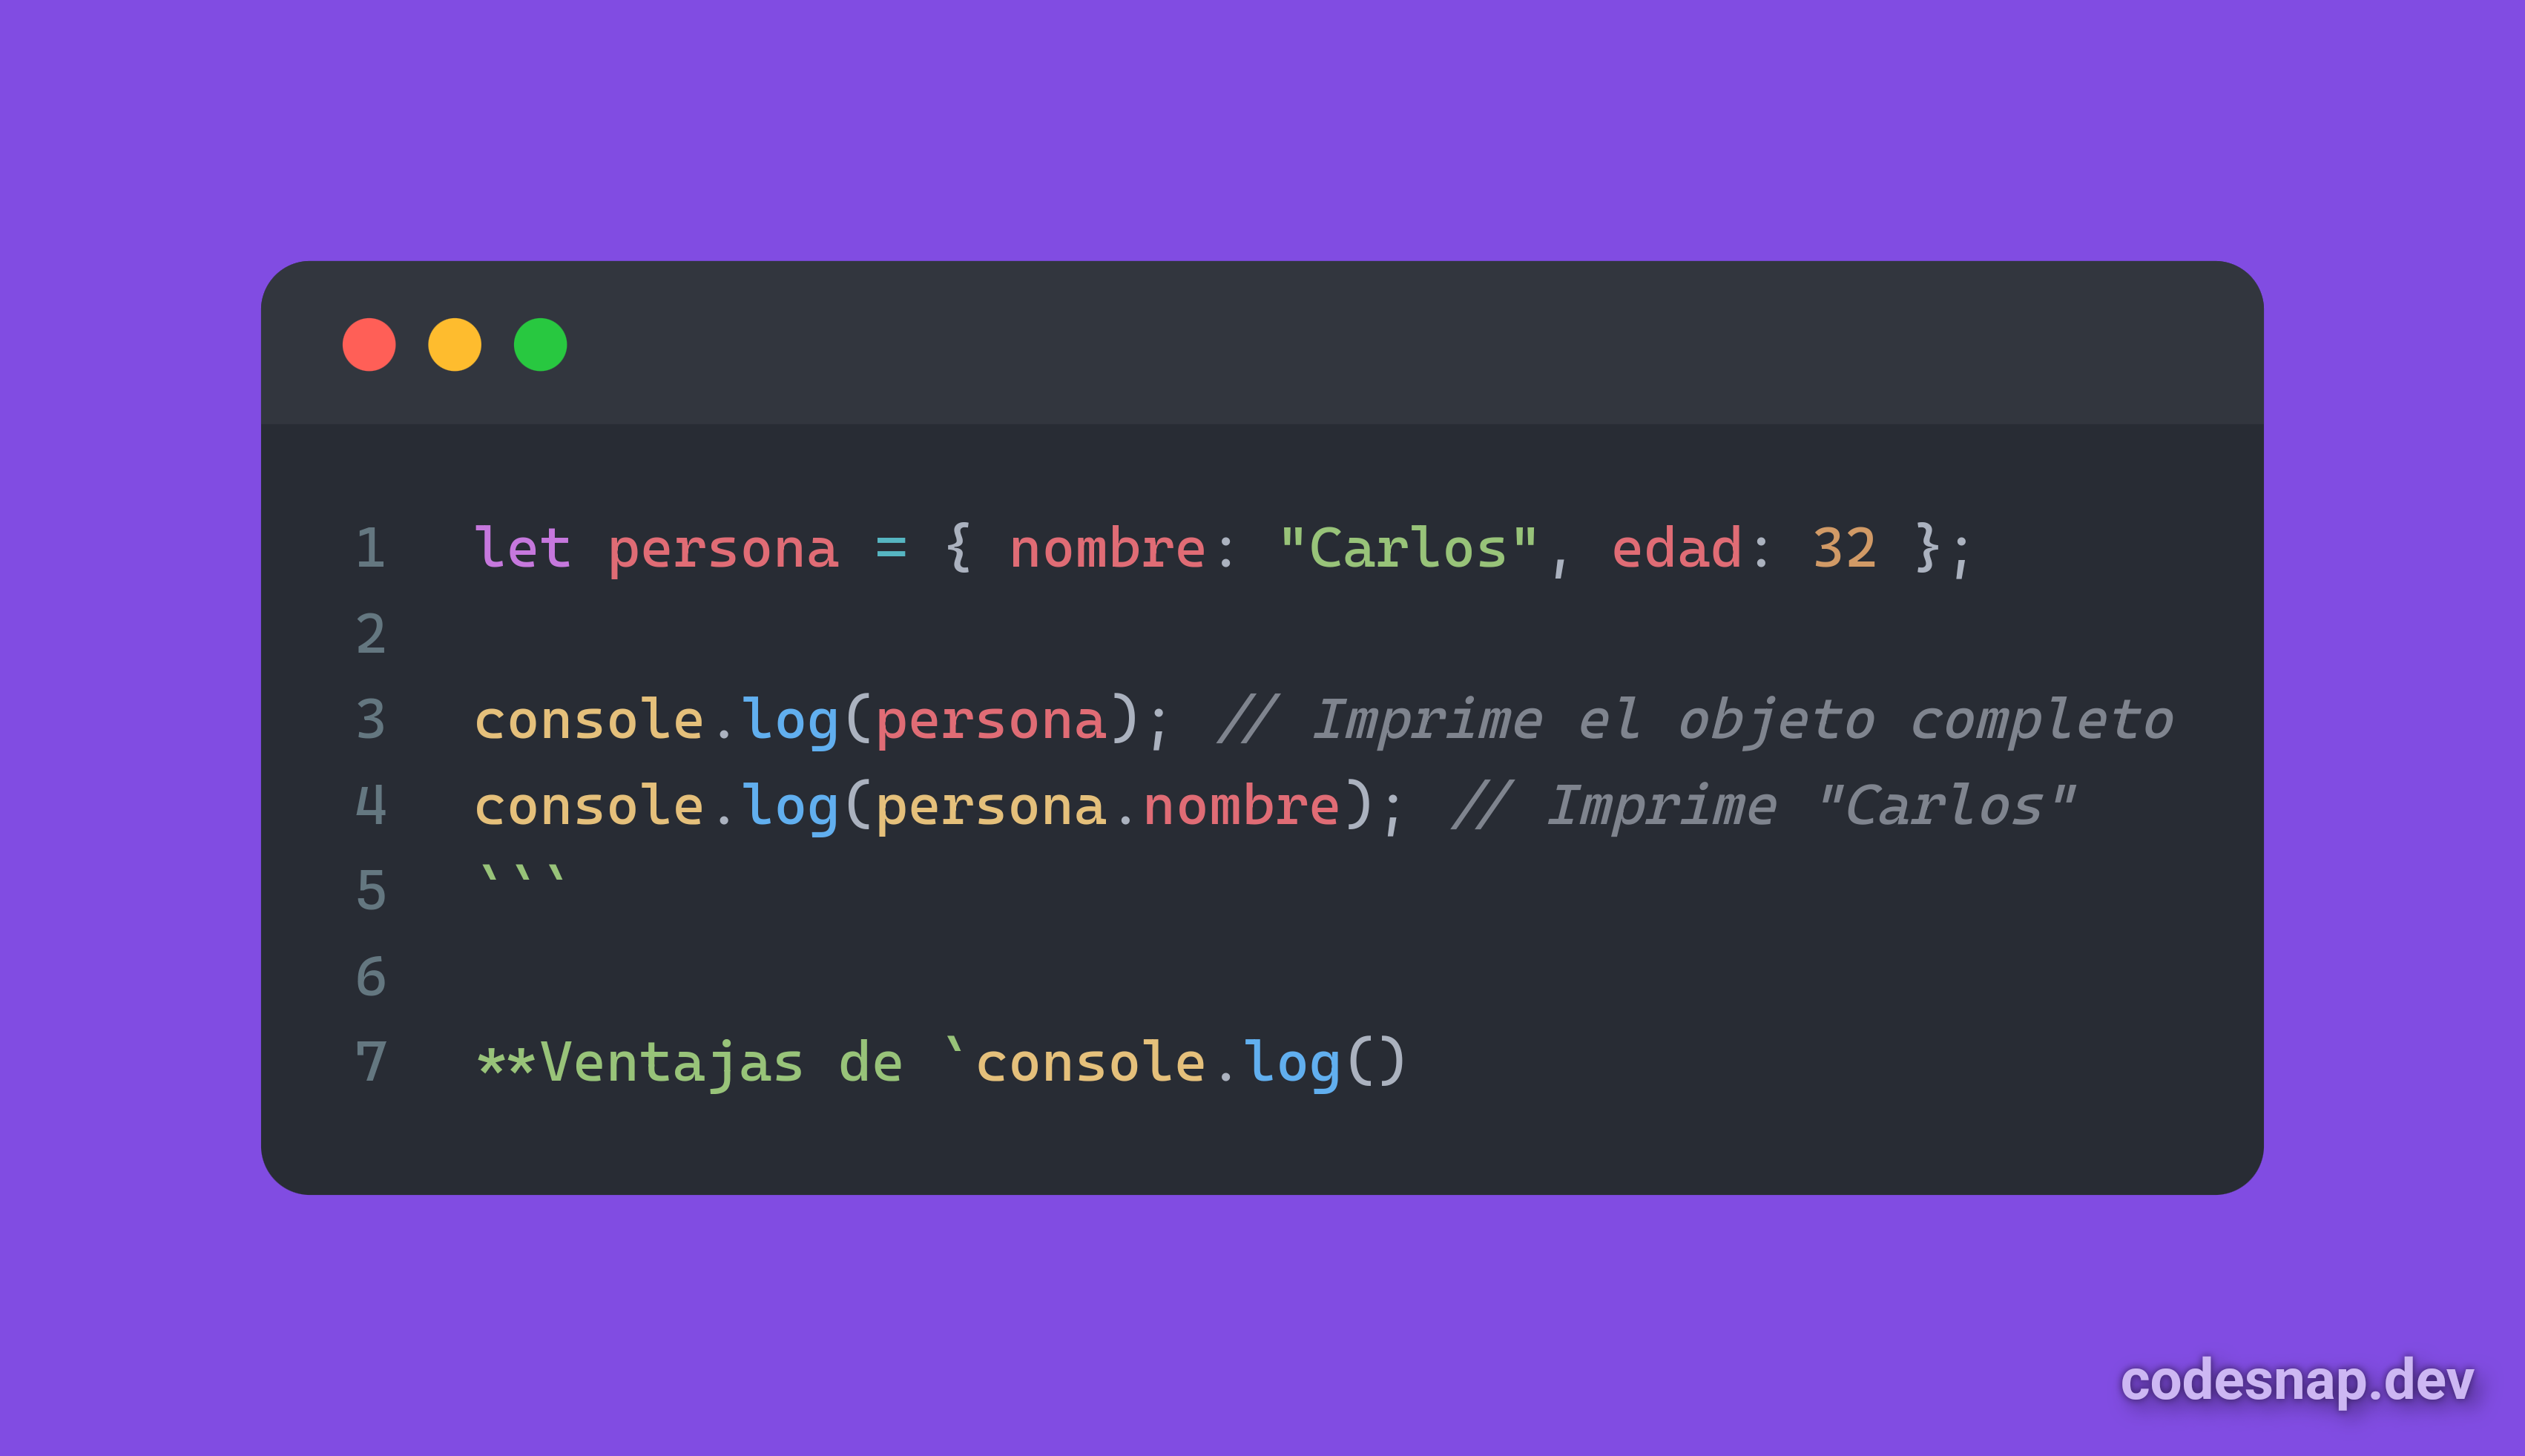 1 let persona = { nombre: "Carlos", edad: 32 };
2
3 console.log(persona); // Imprime el objeto completo
4 console.log(persona.nombre); // Imprime "Carlos"
5 ```
6
7 **Ventajas de `console.log()
codesnap.dev